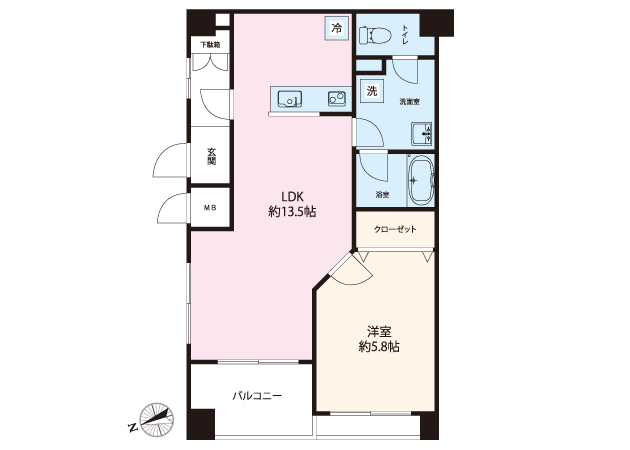 下駄箱
冷
トイレ
洗
洗面室
玄関
浴室
LDK
約13.5帖
MB
クローゼット
洋室
約5.8帖
バルコニー
N